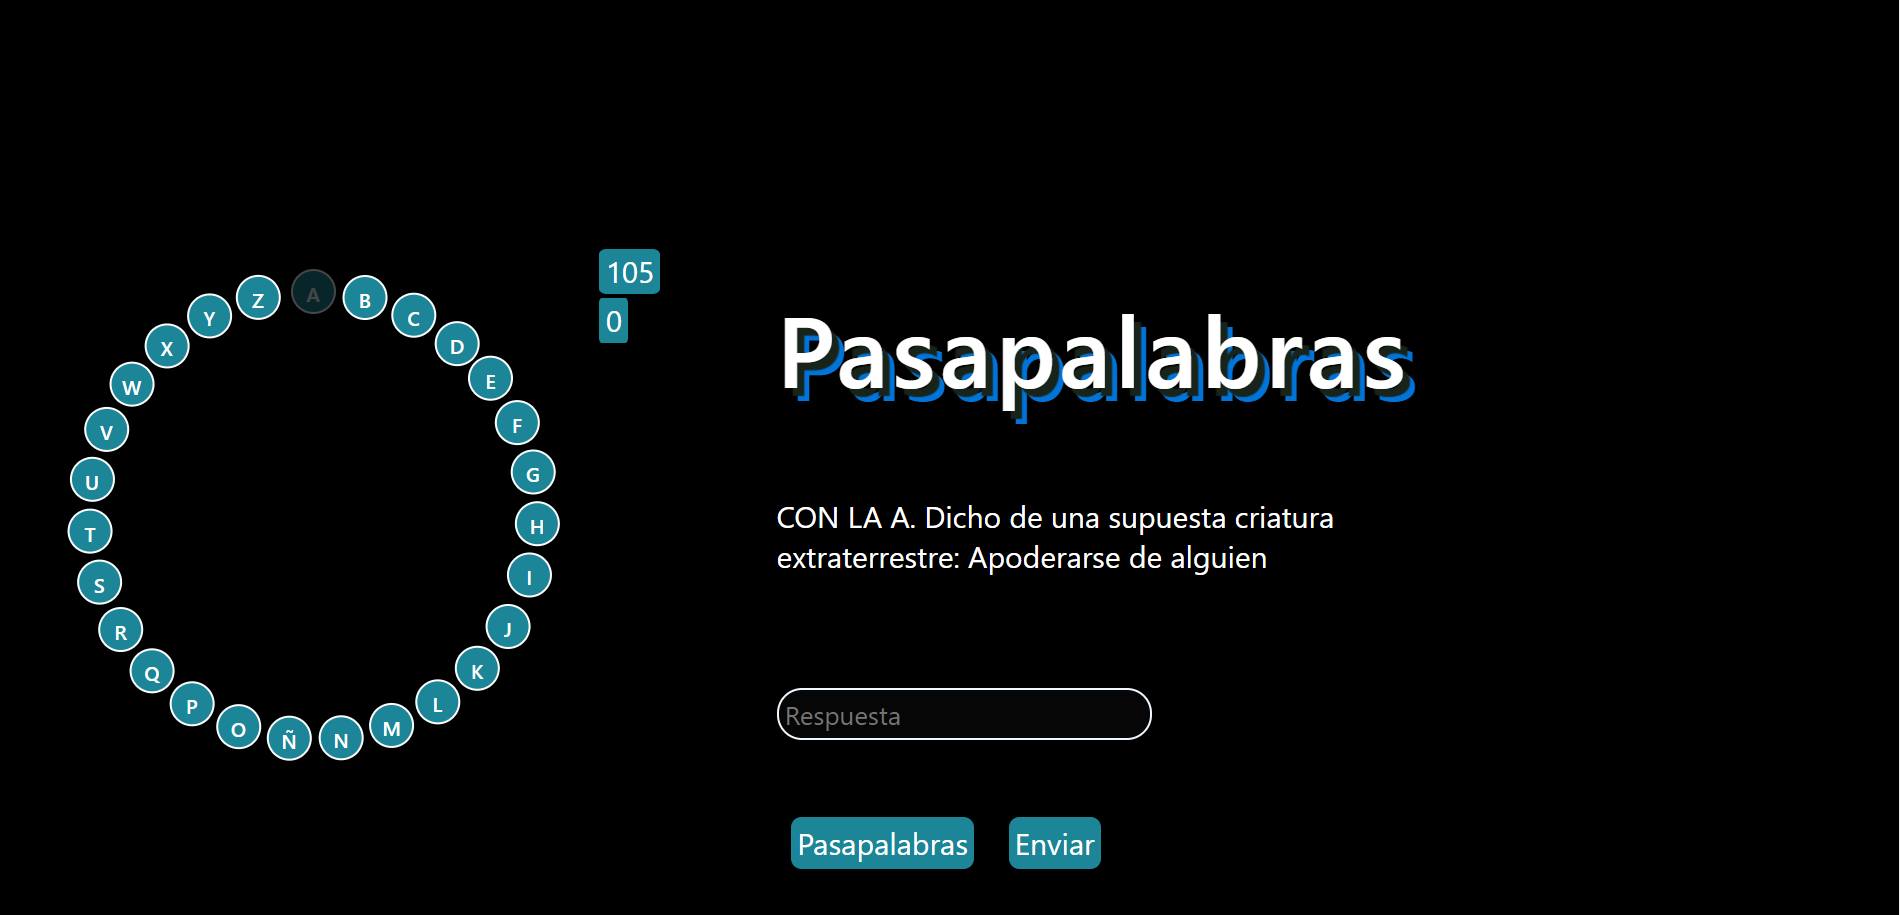 A
B
C
D
E
F
G
H
I
J
K
L
M
N
Ñ
O
P
Q
R
S
T
U
V
W
X
Y
Z
105
0
Pasapalabras
CON LA A. Dicho de una supuesta criatura
extraterrestre: Apoderarse de alguien
Respuesta
Pasapalabras Enviar